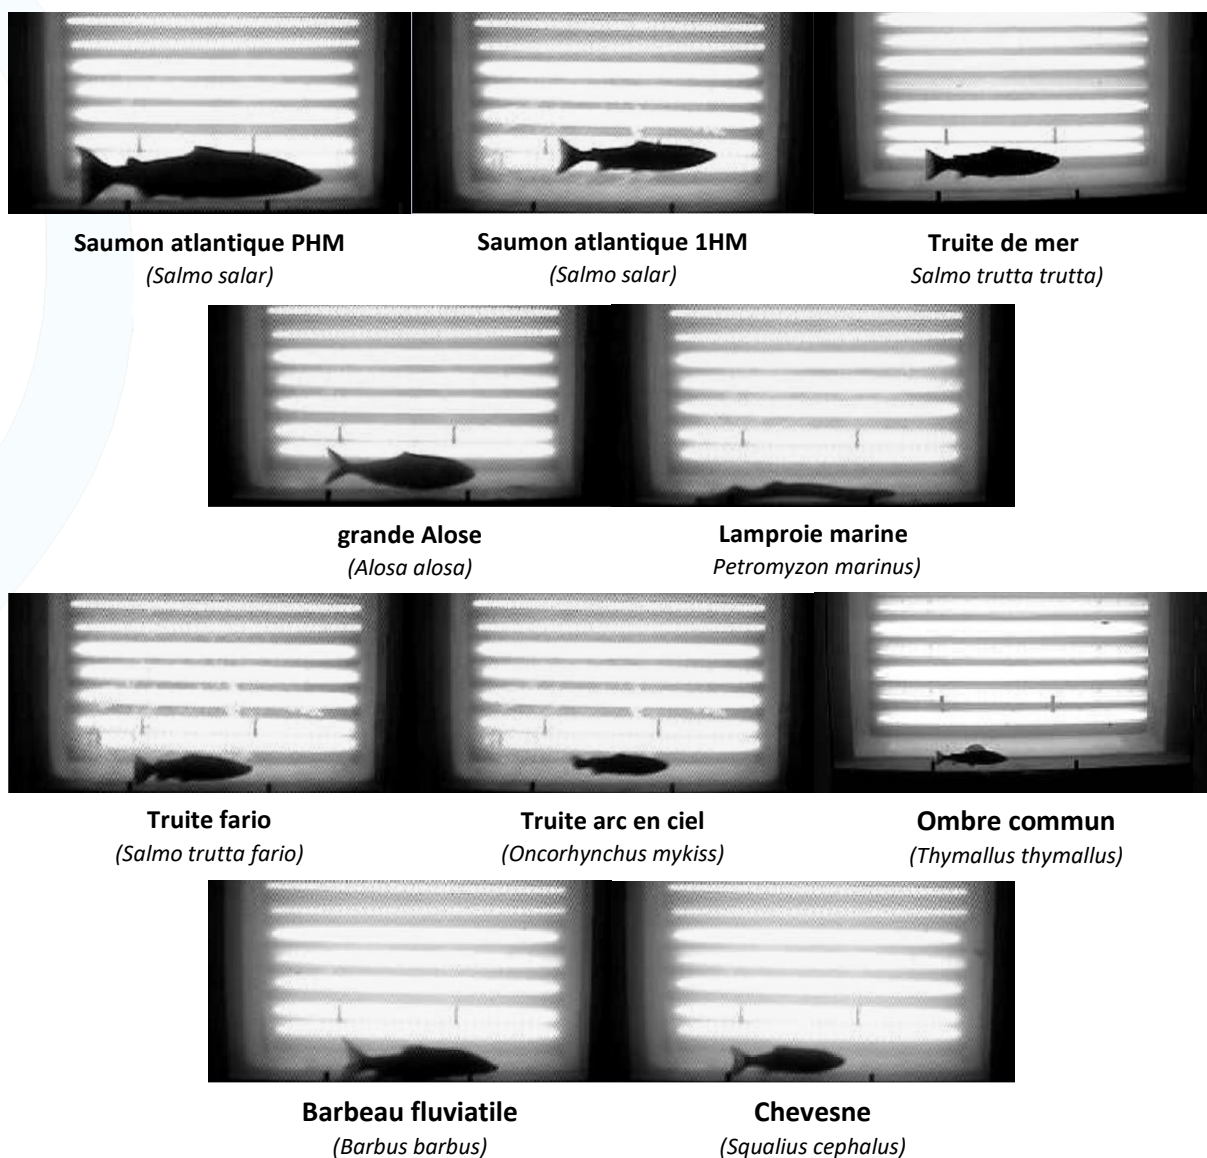 Saumon atlantique PHM
(Salmo salar)
Saumon atlantique 1HM
(Salmo salar)
Truite de mer
Salmo trutta trutta)
grande Alose
(Alosa alosa)
Lamproie marine
Petromyzon marinus)
Truite fario
(Salmo trutta fario)
Truite arc en ciel
(Oncorhynchus mykiss)
Ombre commun
(Thymallus thymallus)
Barbeau fluviatile
(Barbus barbus)
Chevesne
(Squalius cephalus)